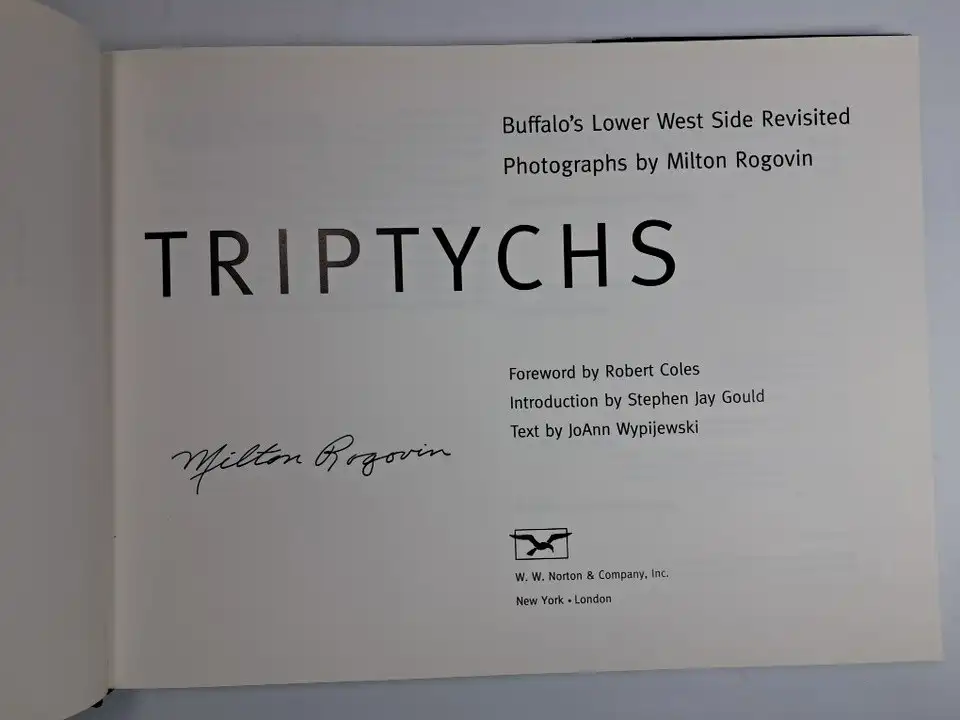 Buffalo's Lower West Side Revisited
Photographs by Milton Rogovin
TRIPTYCHS
Foreword by Robert Coles
Introduction by Stephen Jay Gould
Text by JoAnn Wypijewski
Milton Rogovin
W. W. Norton & Company, Inc.
New York • London